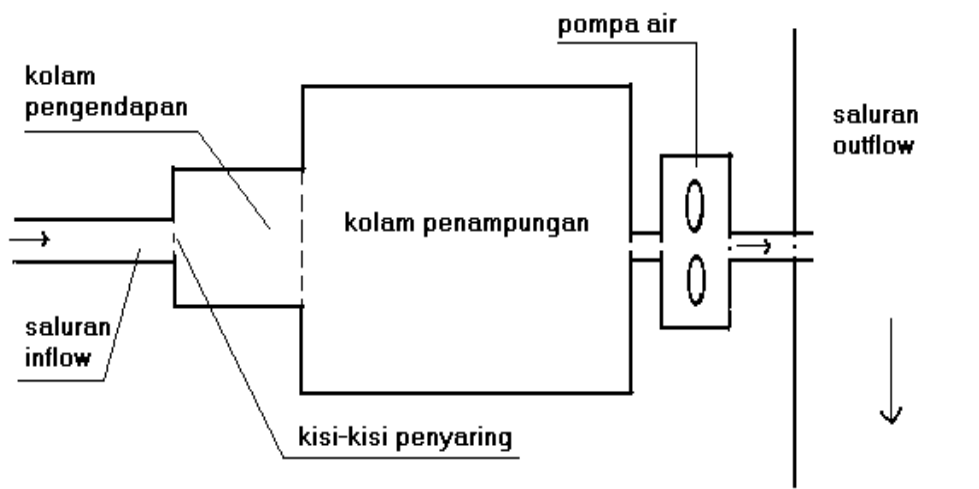 pompa air
kolam
pengendapan
saluran
outflow
kolam penampungan
saluran
inflow
kisi-kisi penyaring